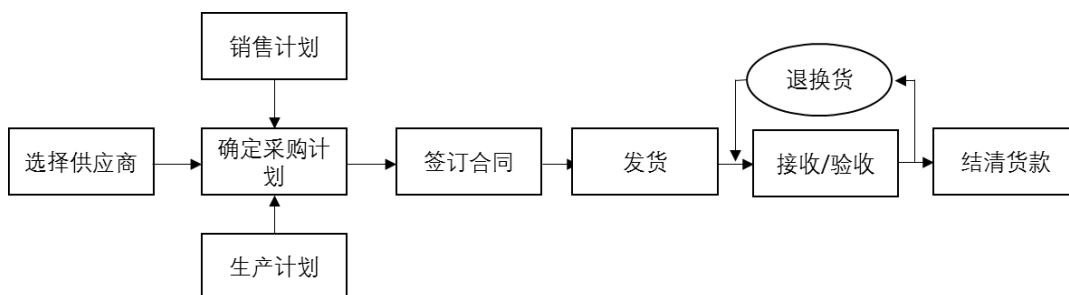 销售计划
退换货
选择供应商
确定采购计
划
签订合同
发货
接收/验收
结清货款
生产计划